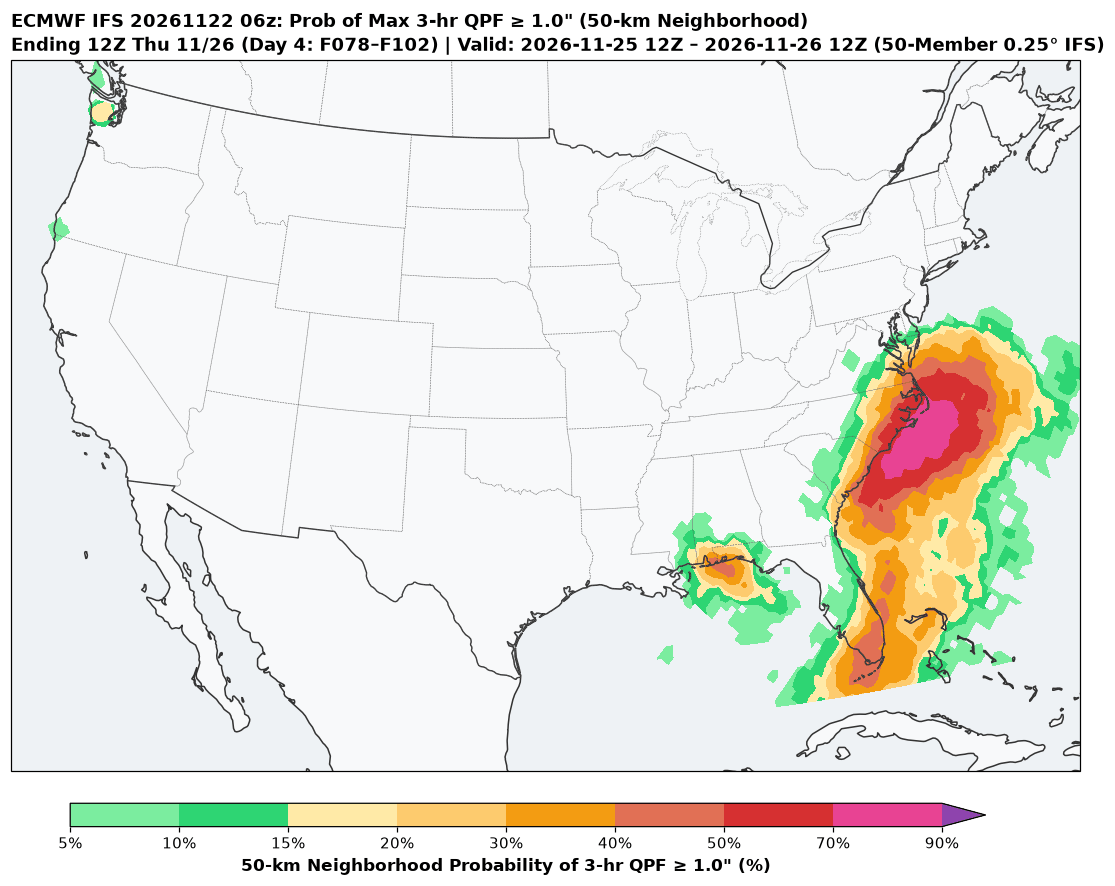 ECMWF IFS 20261122 06z: Prob of Max 3-hr QPF ≥ 1.0" (50-km Neighborhood)
Ending 12Z Thu 11/26 (Day 4: F078–F102) | Valid: 2026-11-25 12Z – 2026-11-26 12Z (50-Member 0.25° IFS)
5% 10% 15% 20% 30% 40% 50% 70% 90%
50-km Neighborhood Probability of 3-hr QPF ≥ 1.0" (%)